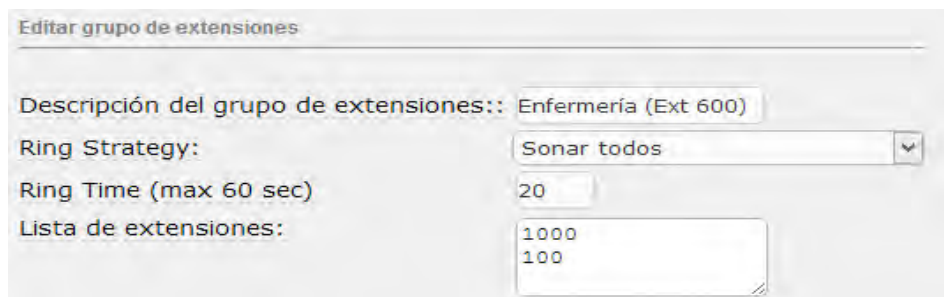 Editar grupo de extensiones
Descripción del grupo de extensiones:: Enfermería (Ext 600)
Ring Strategy: Sonar todos
Ring Time (max 60 sec) 20
Lista de extensiones: 1000
100